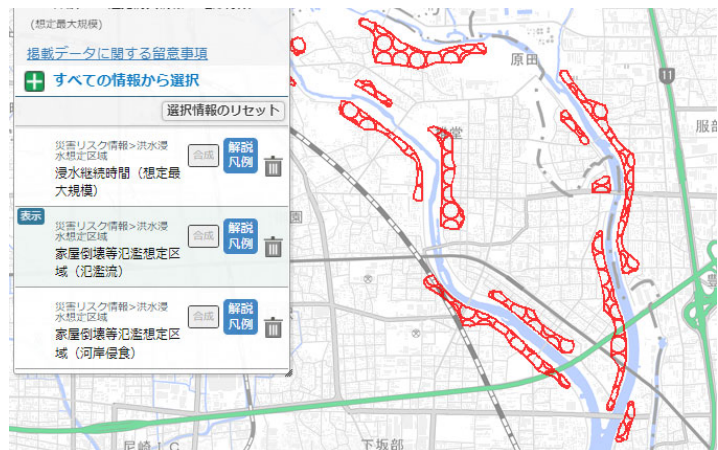 (想定最大規模)
掲載データに関する留意事項
すべての情報から選択
選択情報のリセット
災害リスク情報>洪水浸
水想定区域
浸水継続時間（想定最
大規模）
合成
解説
凡例
表示
災害リスク情報>洪水浸
水想定区域
家屋倒壊等氾濫想定区
域（氾濫流）
合成
解説
凡例
災害リスク情報>洪水浸
水想定区域
家屋倒壊等氾濫想定区
域（河岸侵食）
合成
解説
凡例
原田
11
服部
園
尼崎IC
下坂部